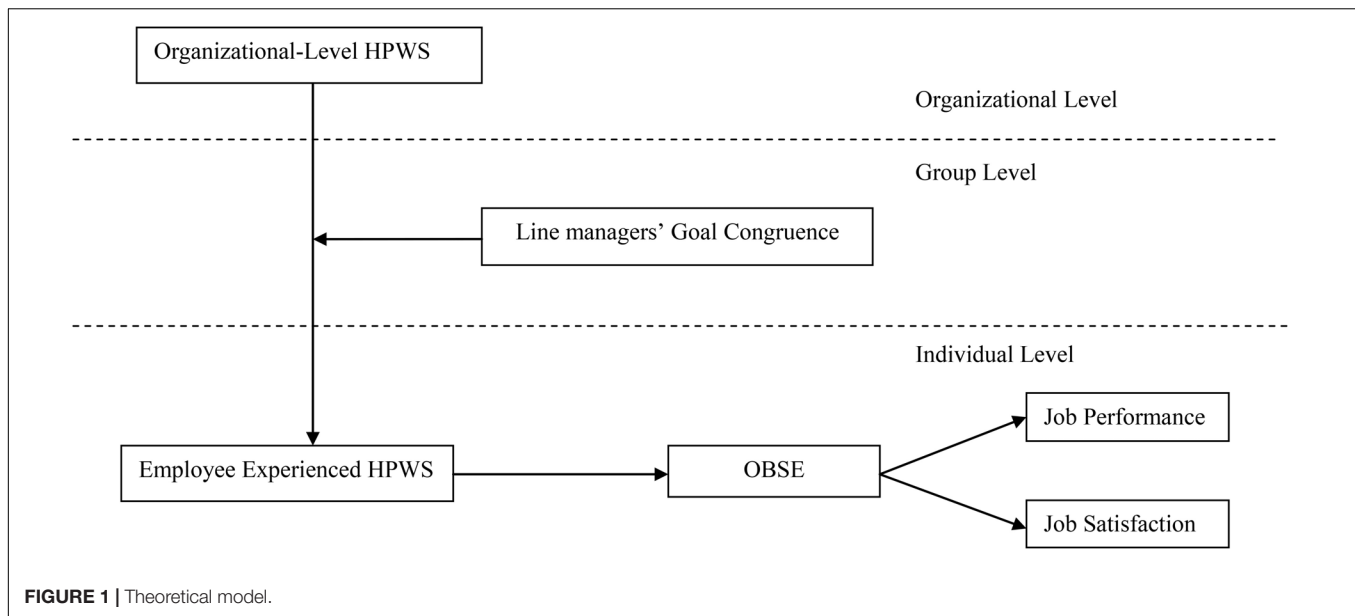 Organizational-Level HPWS
Organizational Level
Group Level
Line managers' Goal Congruence
Individual Level
Job Performance
Employee Experienced HPWS
OBSE
Job Satisfaction
FIGURE 1 | Theoretical model.